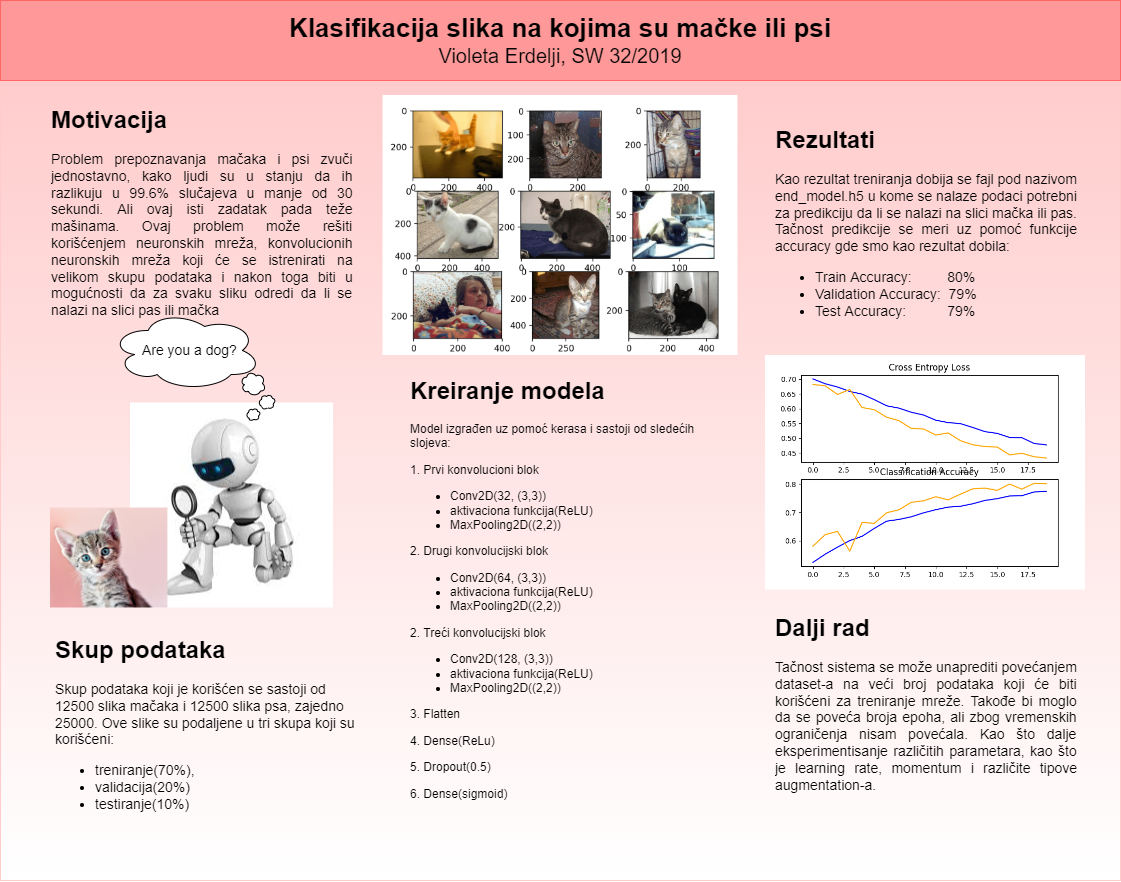 Klasifikacija slika na kojima su mačke ili psi
Violeta Erdelji, SW 32/2019
Motivacija
Problem prepoznavanja mačaka i psi zvuči
jednostavno, kako ljudi su u stanju da ih
razlikuju u 99.6% slučajeva u manje od 30
sekundi. Ali ovaj isti zadatak pada teže
mašinama. Ovaj problem može rešiti
korišćenjem neuronskih mreža, konvolucionih
neuronskih mreža koji će se istrenirati na
velikom skupu podataka i nakon toga biti u
mogućnosti da za svaku sliku odredi da li se
nalazi na slici pas ili mačka
Are you a dog?
Skup podataka
Skup podataka koji je korišćen se sastoji od
12500 slika mačaka i 12500 slika psa, zajedno
25000. Ove slike su podaljene u tri skupa koji su
korišćeni:
• treniranje(70%),
• validacija(20%)
• testiranje(10%)
0
200
0 200 400
0
100
200
0
200
0 200
0
200
400
0
200
0
50
100
0 100
0
200
0 200 400
0
200
400
0 250
0
200
0 200 400
Kreiranje modela
Model izgrađen uz pomoć kerasa i sastoji od sledećih
slojeva:
1. Prvi konvolucioni blok
• Conv2D(32, (3,3))
• aktivaciona funkcija(ReLU)
• MaxPooling2D((2,2))
2. Drugi konvolucijski blok
• Conv2D(64, (3,3))
• aktivaciona funkcija(ReLU)
• MaxPooling2D((2,2))
2. Treći konvolucijski blok
• Conv2D(128, (3,3))
• aktivaciona funkcija(ReLU)
• MaxPooling2D((2,2))
3. Flatten
4. Dense(ReLu)
5. Dropout(0.5)
6. Dense(sigmoid)
Rezultati
Kao rezultat treniranja dobija se fajl pod nazivom
end_model.h5 u kome se nalaze podaci potrebni
za predikciju da li se nalazi na slici mačka ili pas.
Tačnost predikcije se meri uz pomoć funkcije
accuracy gde smo kao rezultat dobila:
• Train Accuracy: 80%
• Validation Accuracy: 79%
• Test Accuracy: 79%
Cross Entropy Loss
0.70
0.65
0.60
0.55
0.50
0.45
0.0 2.5 5.0 7.5 10.0 12.5 15.0 17.5
Classification Accuracy
0.8
0.7
0.6
0.0 2.5 5.0 7.5 10.0 12.5 15.0 17.5
Dalji rad
Tačnost sistema se može unaprediti povećanjem
dataset-a na veći broj podataka koji će biti
korišćeni za treniranje mreže. Takođe bi moglo
da se poveća broja epoha, ali zbog vremenskih
ograničenja nisam povećala. Kao što dalje
eksperimentisanje različitih parametara, kao što
je learning rate, momentum i različite tipove
augmentation-a.